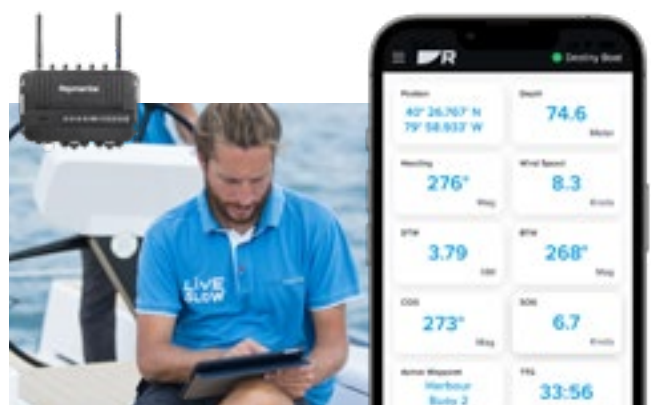 Raymarine
LIVE
SLOW
R
Destiny Boat
Position
40° 26.767' N
79° 58.933' W
Depth
74.6
Meter
Heading
276°
Mag
Wind Speed
8.3
Knots
DTW
3.79
NM
BTW
268°
Mag
COG
273°
Mag
SOG
6.7
Knots
Active Waypoint
Harbour
Buoy 2
TTG
33:56